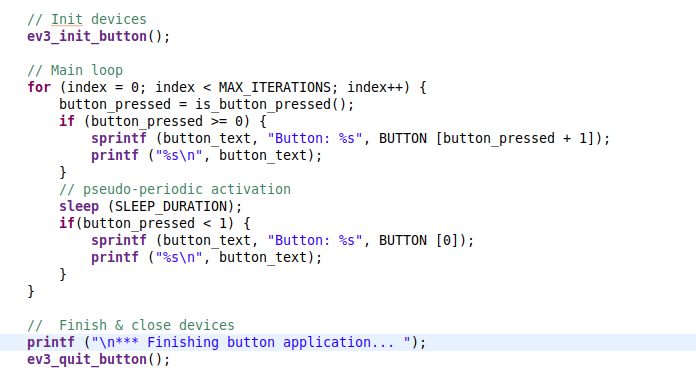 // Init devices
ev3_init_button();
// Main loop
for (index = 0; index < MAX_ITERATIONS; index++) {
button_pressed = is_button_pressed();
if (button_pressed >= 0) {
sprintf (button_text, "Button: %s", BUTTON [button_pressed + 1]);
printf ("%s\n", button_text);
}
// pseudo-periodic activation
sleep (SLEEP_DURATION);
if(button_pressed < 1) {
sprintf (button_text, "Button: %s", BUTTON [0]);
printf ("%s\n", button_text);
}
}
//  Finish & close devices
printf ("\n*** Finishing button application... ");
ev3_quit_button();